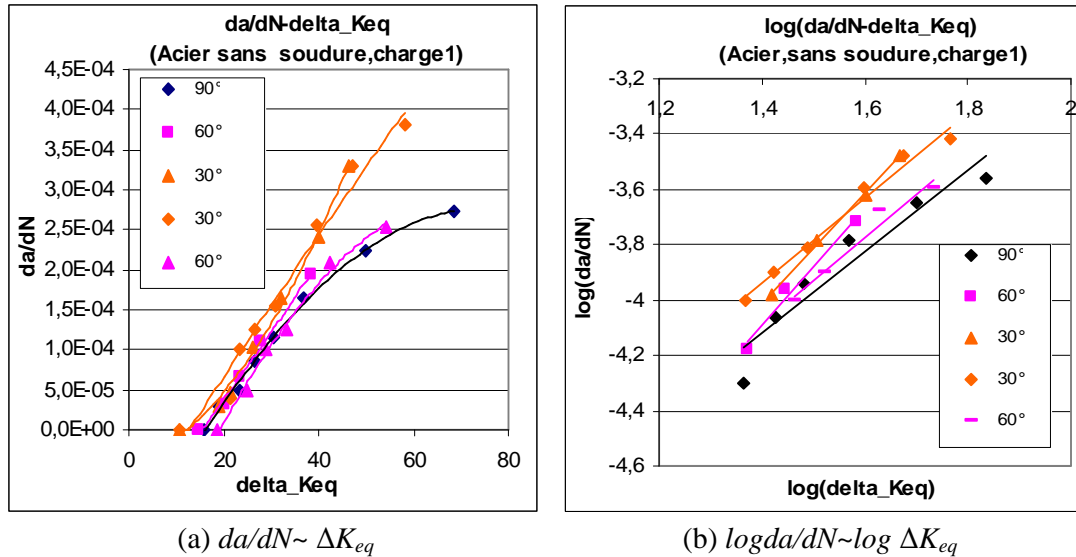 da/dN-delta_Keq
(Acier sans soudure,charge1)
4,5E-04
4,0E-04
3,5E-04
3,0E-04
2,5E-04
2,0E-04
1,5E-04
1,0E-04
5,0E-05
0,0E+00
da/dN
90°
60°
30°
30°
60°
0 20 40 60 80
delta_Keq
(a) da/dN~ ΔKeq
log(da/dN-delta_Keq)
(Acier,sans soudure,charge1)
-3,2
1,2 1,4 1,6 1,8 2
-3,4
-3,6
-3,8
-4
-4,2
-4,4
-4,6
log(da/dN]
90°
60°
30°
30°
60°
log(delta_Keq)
(b) logda/dN~log ΔKeq